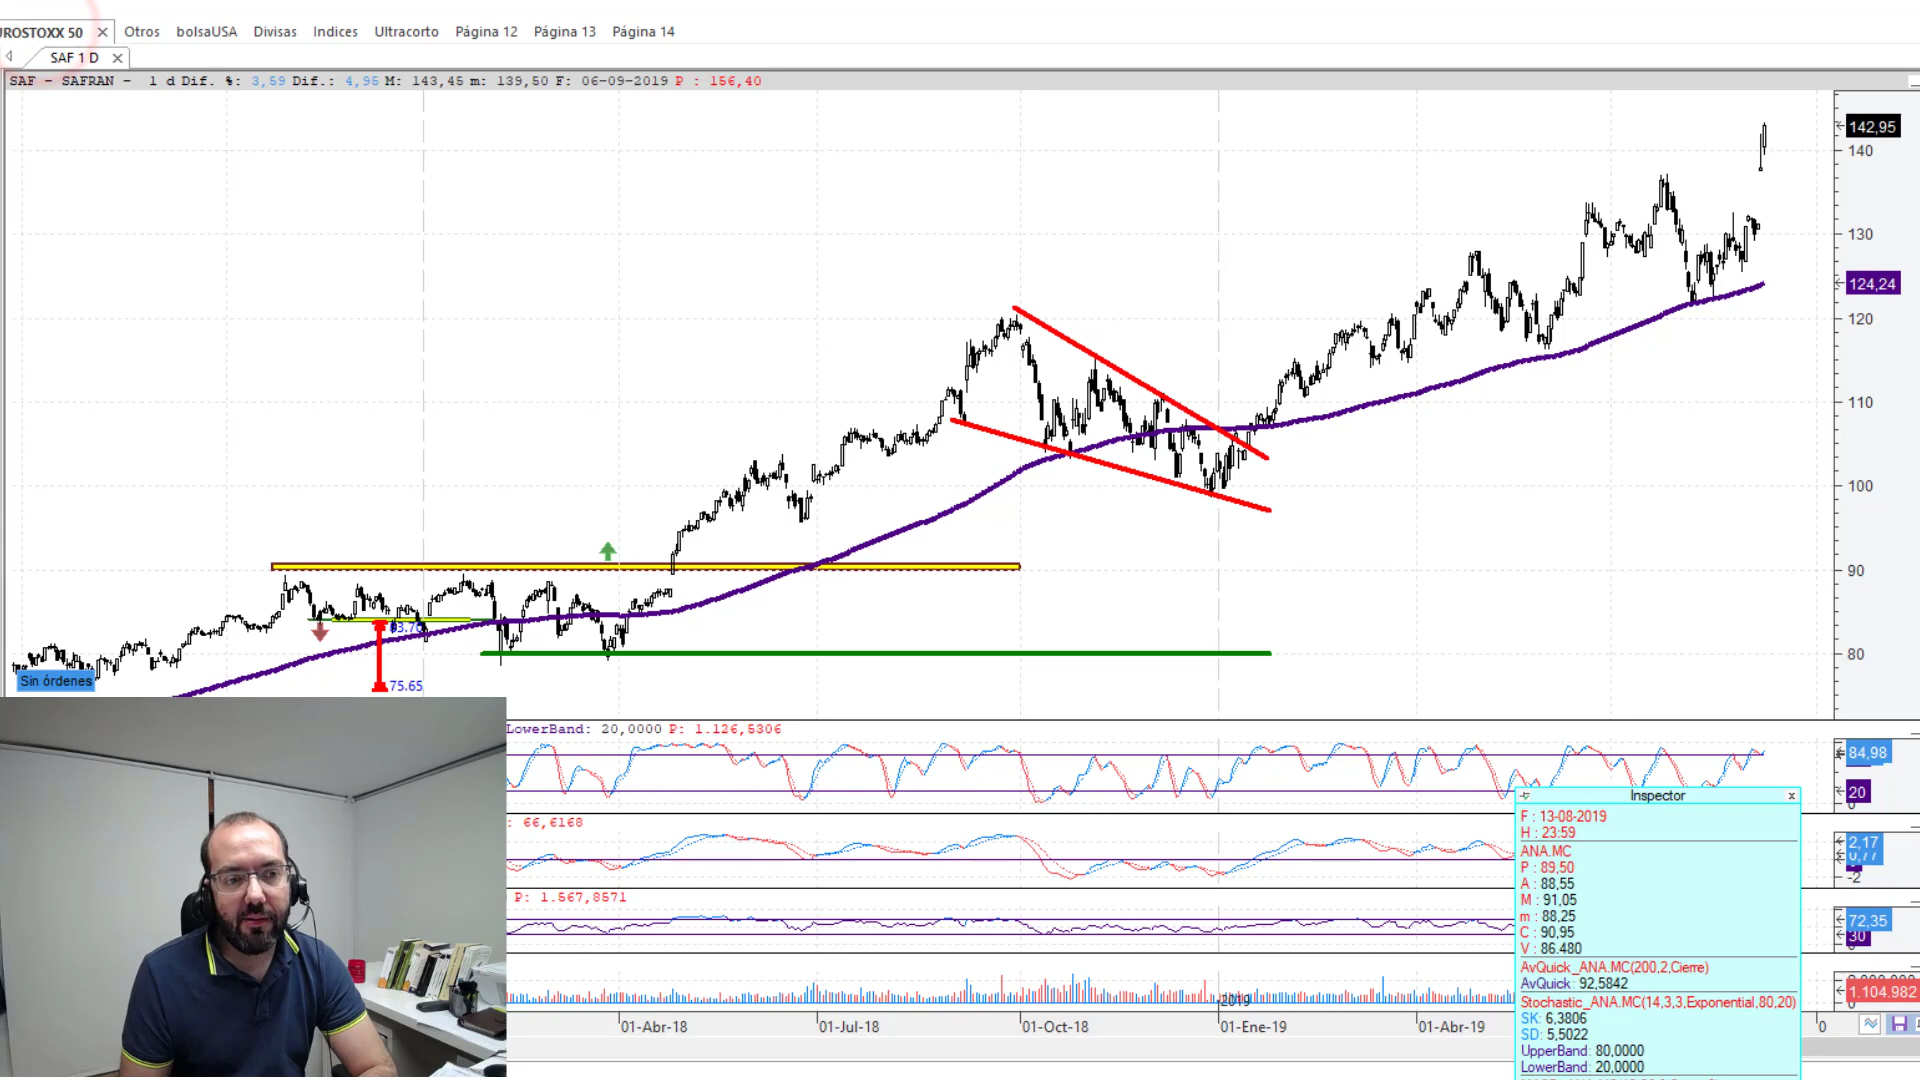 UROSTOXX 50 Otros bolsaUSA Divisas Indices Ultracorto Página 12 Página 13 Página 14
SAF 1 D
SAF - SAFRAN - 1 d Dif. %: 3,59 Dif.: 4,95 M: 143,45 m: 139,50 F: 06-09-2019 P : 156,40
142,95
140
130
124,24
120
110
100
90
80
83.70
75.65
Sin órdenes
LowerBand: 20,0000 P: 1.126,5306
84,98
20
: 66,6168
2,17
0,77
-2
P: 1.567,8571
72,35
30
1.104.982
0
2019
01-Abr-18 01-Jul-18 01-Oct-18 01-Ene-19 01-Abr-19 0
Inspector
F : 13-08-2019
H : 23:59
ANA.MC
P : 89,50
A : 88,55
M : 91,05
m : 88,25
C : 90,95
V : 86.480
AvQuick_ANA.MC(200,2,Cierre)
AvQuick: 92,5842
Stochastic_ANA.MC(14,3,3,Exponential,80,20)
SK: 6,3806
SD: 5,5022
UpperBand: 80,0000
LowerBand: 20,0000